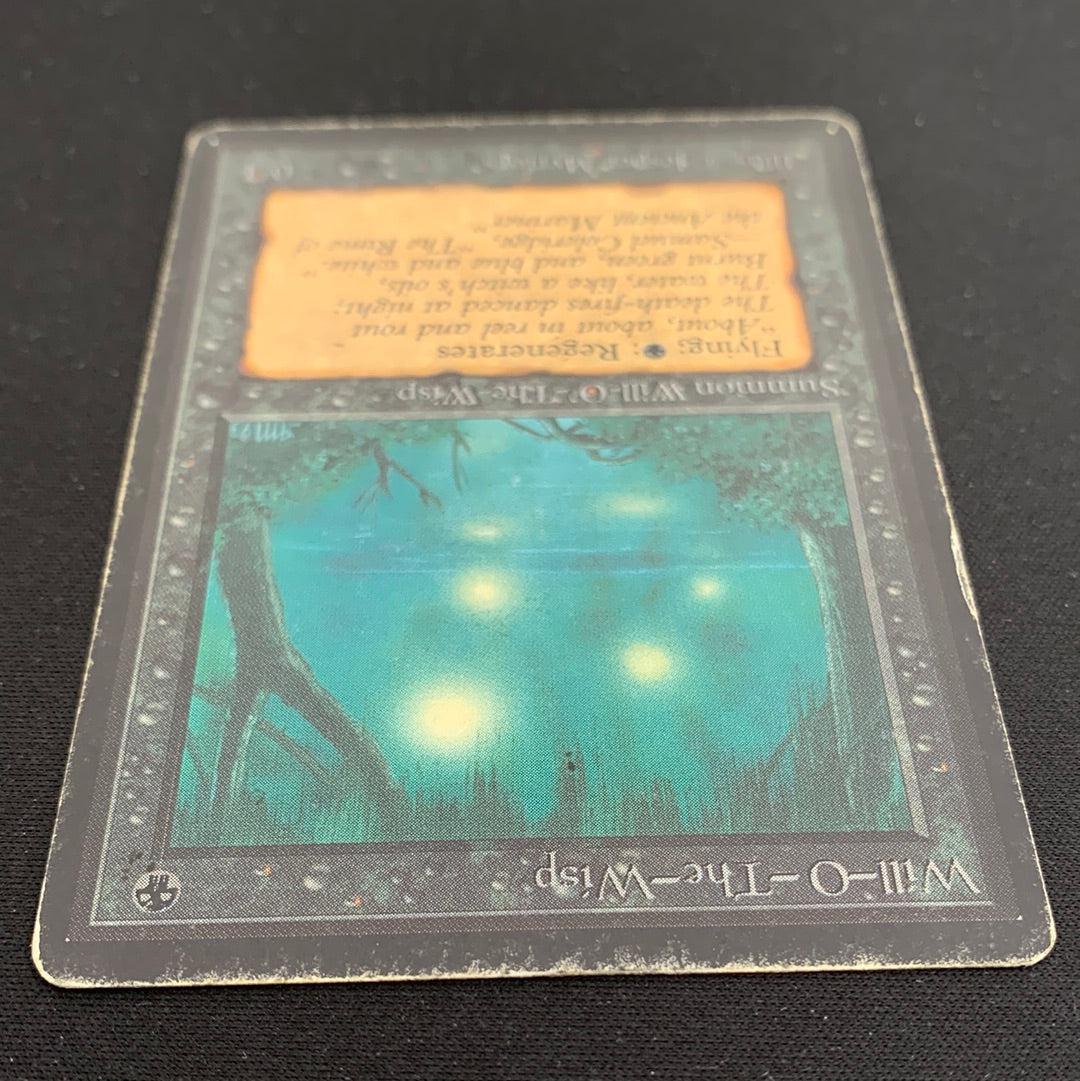 Will-O-The-Wisp
Summon Will-O'-The-Wisp
Flying; : Regenerates
"About, about in reel and rout
The death-fires danced at night;
The water, like a witch's oils,
Burnt green, and blue and white."
—Samuel Coleridge, "The Rime of
the Ancient Mariner"